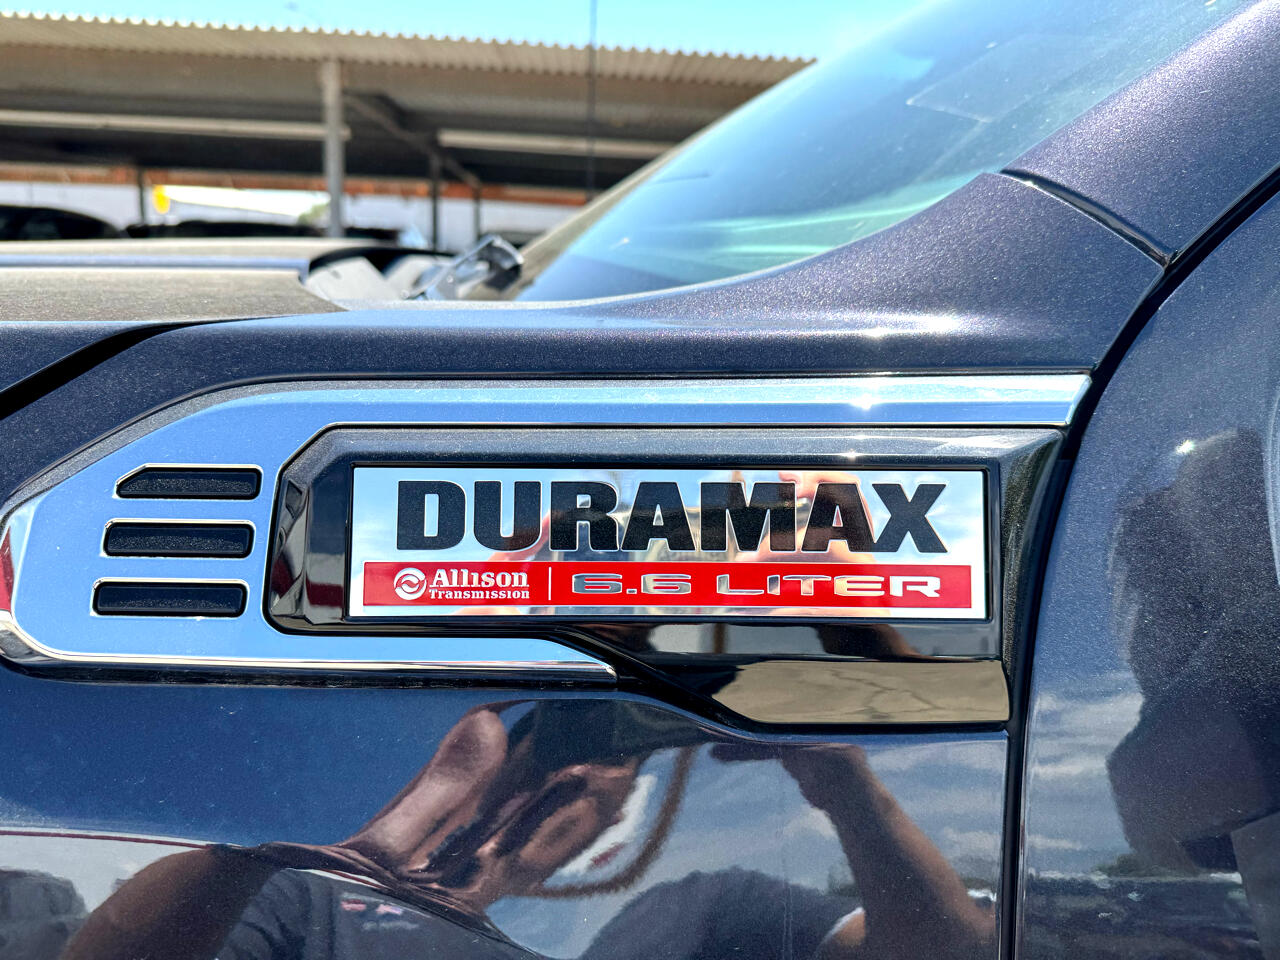 DURAMAX
Allison
Transmission
6.6 LITER